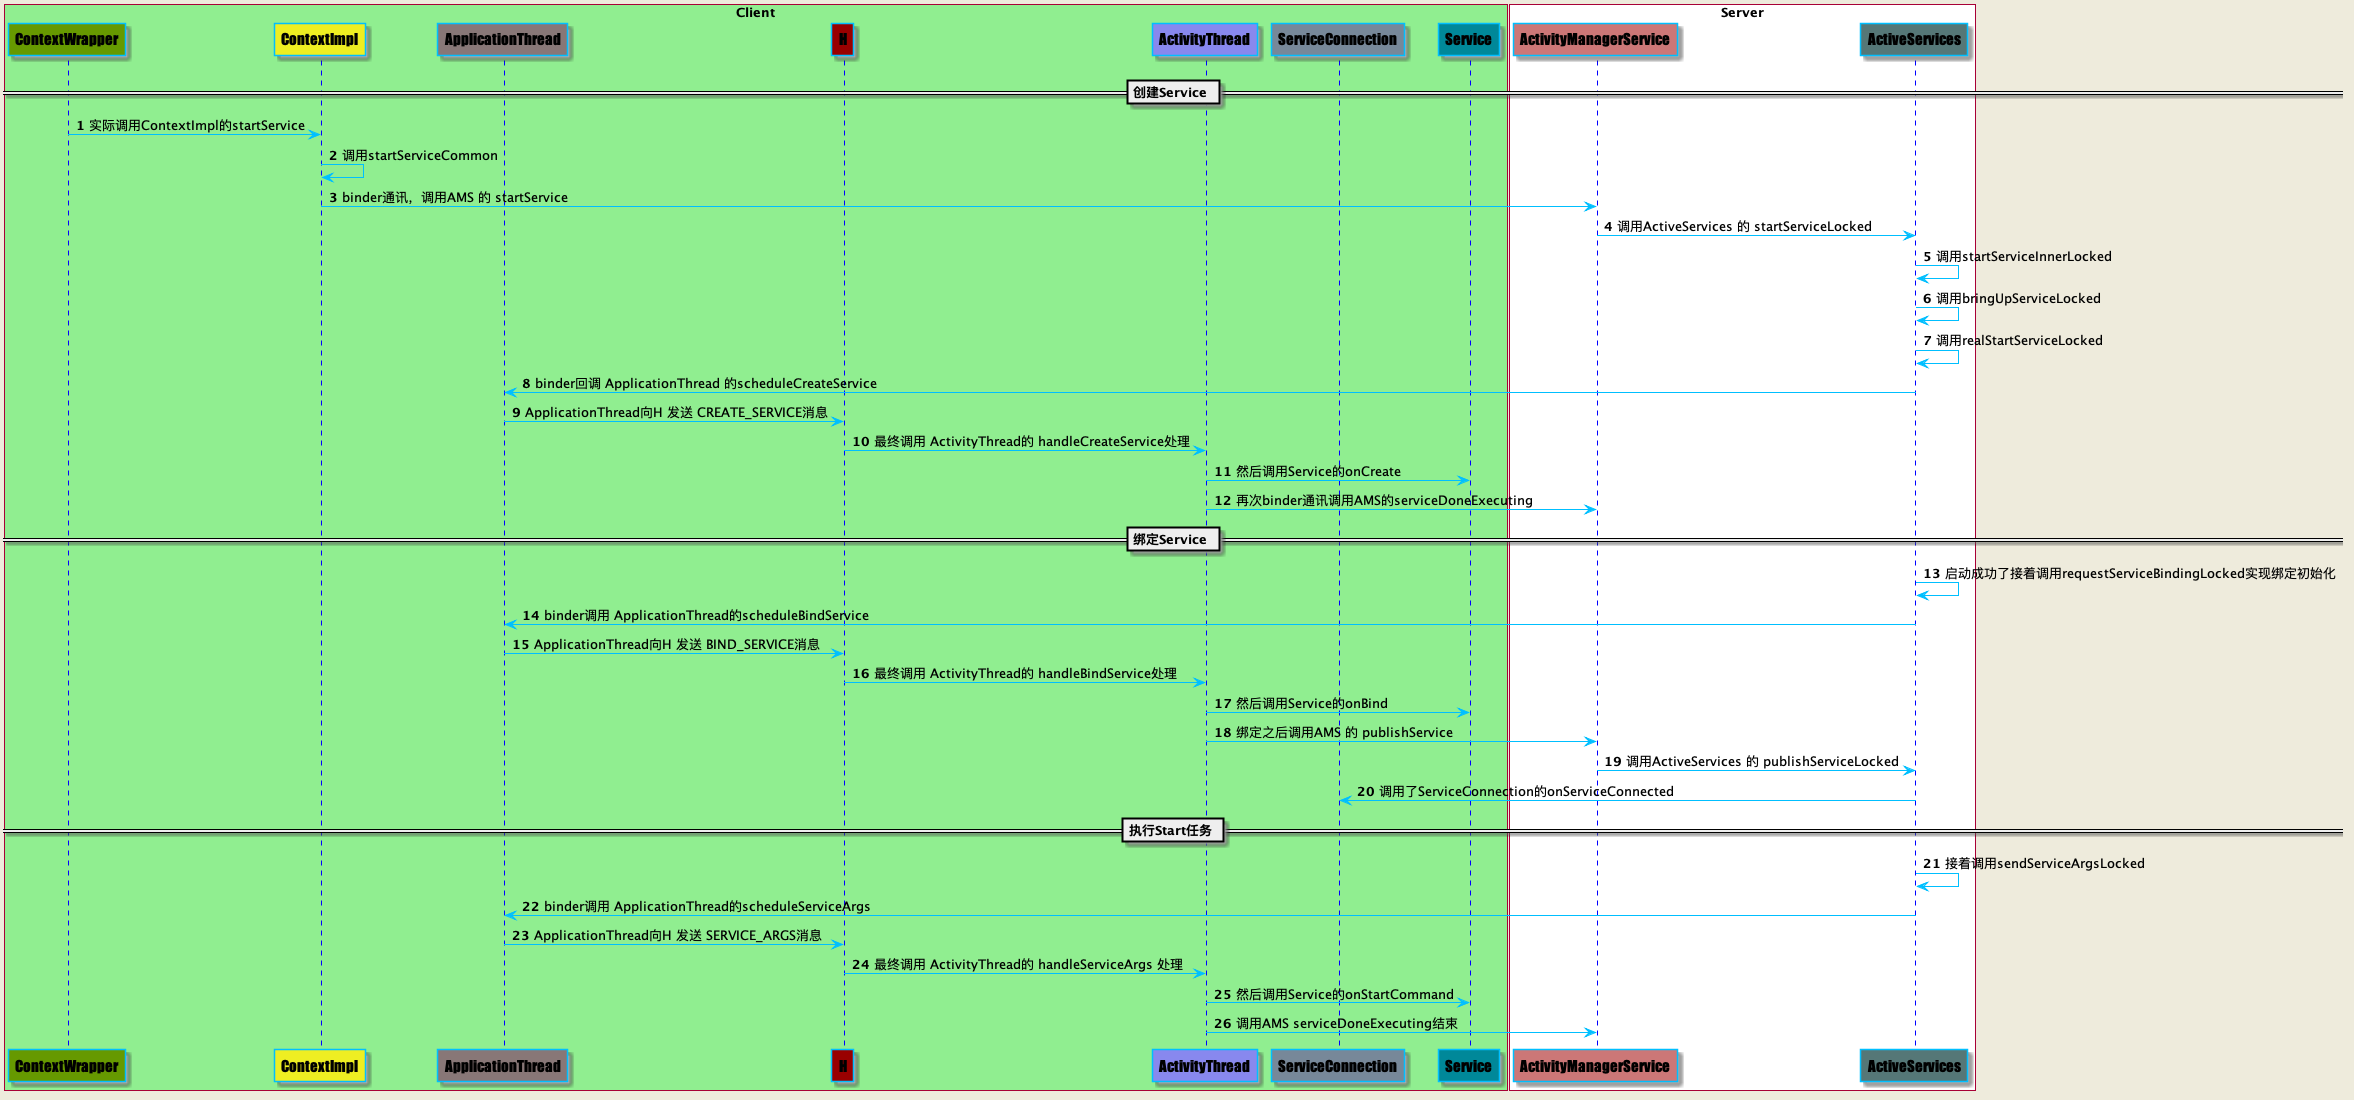 Client
Server
ContextWrapper
ContextImpl
ApplicationThread
H
ActivityThread
ServiceConnection
Service
ActivityManagerService
ActiveServices
创建Service
1 实际调用ContextImpl的startService
2 调用startServiceCommon
3 binder通讯，调用AMS 的 startService
4 调用ActiveServices 的 startServiceLocked
5 调用startServiceInnerLocked
6 调用bringUpServiceLocked
7 调用realStartServiceLocked
8 binder回调 ApplicationThread 的scheduleCreateService
9 ApplicationThread向H 发送 CREATE_SERVICE消息
10 最终调用 ActivityThread的 handleCreateService处理
11 然后调用Service的onCreate
12 再次binder通讯调用AMS的serviceDoneExecuting
绑定Service
13 启动成功了接着调用requestServiceBindingLocked实现绑定初始化
14 binder调用 ApplicationThread的scheduleBindService
15 ApplicationThread向H 发送 BIND_SERVICE消息
16 最终调用 ActivityThread的 handleBindService处理
17 然后调用Service的onBind
18 绑定之后调用AMS 的 publishService
19 调用ActiveServices 的 publishServiceLocked
20 调用了ServiceConnection的onServiceConnected
执行Start任务
21 接着调用sendServiceArgsLocked
22 binder调用 ApplicationThread的scheduleServiceArgs
23 ApplicationThread向H 发送 SERVICE_ARGS消息
24 最终调用 ActivityThread的 handleServiceArgs 处理
25 然后调用Service的onStartCommand
26 调用AMS serviceDoneExecuting结束
ContextWrapper
ContextImpl
ApplicationThread
H
ActivityThread
ServiceConnection
Service
ActivityManagerService
ActiveServices